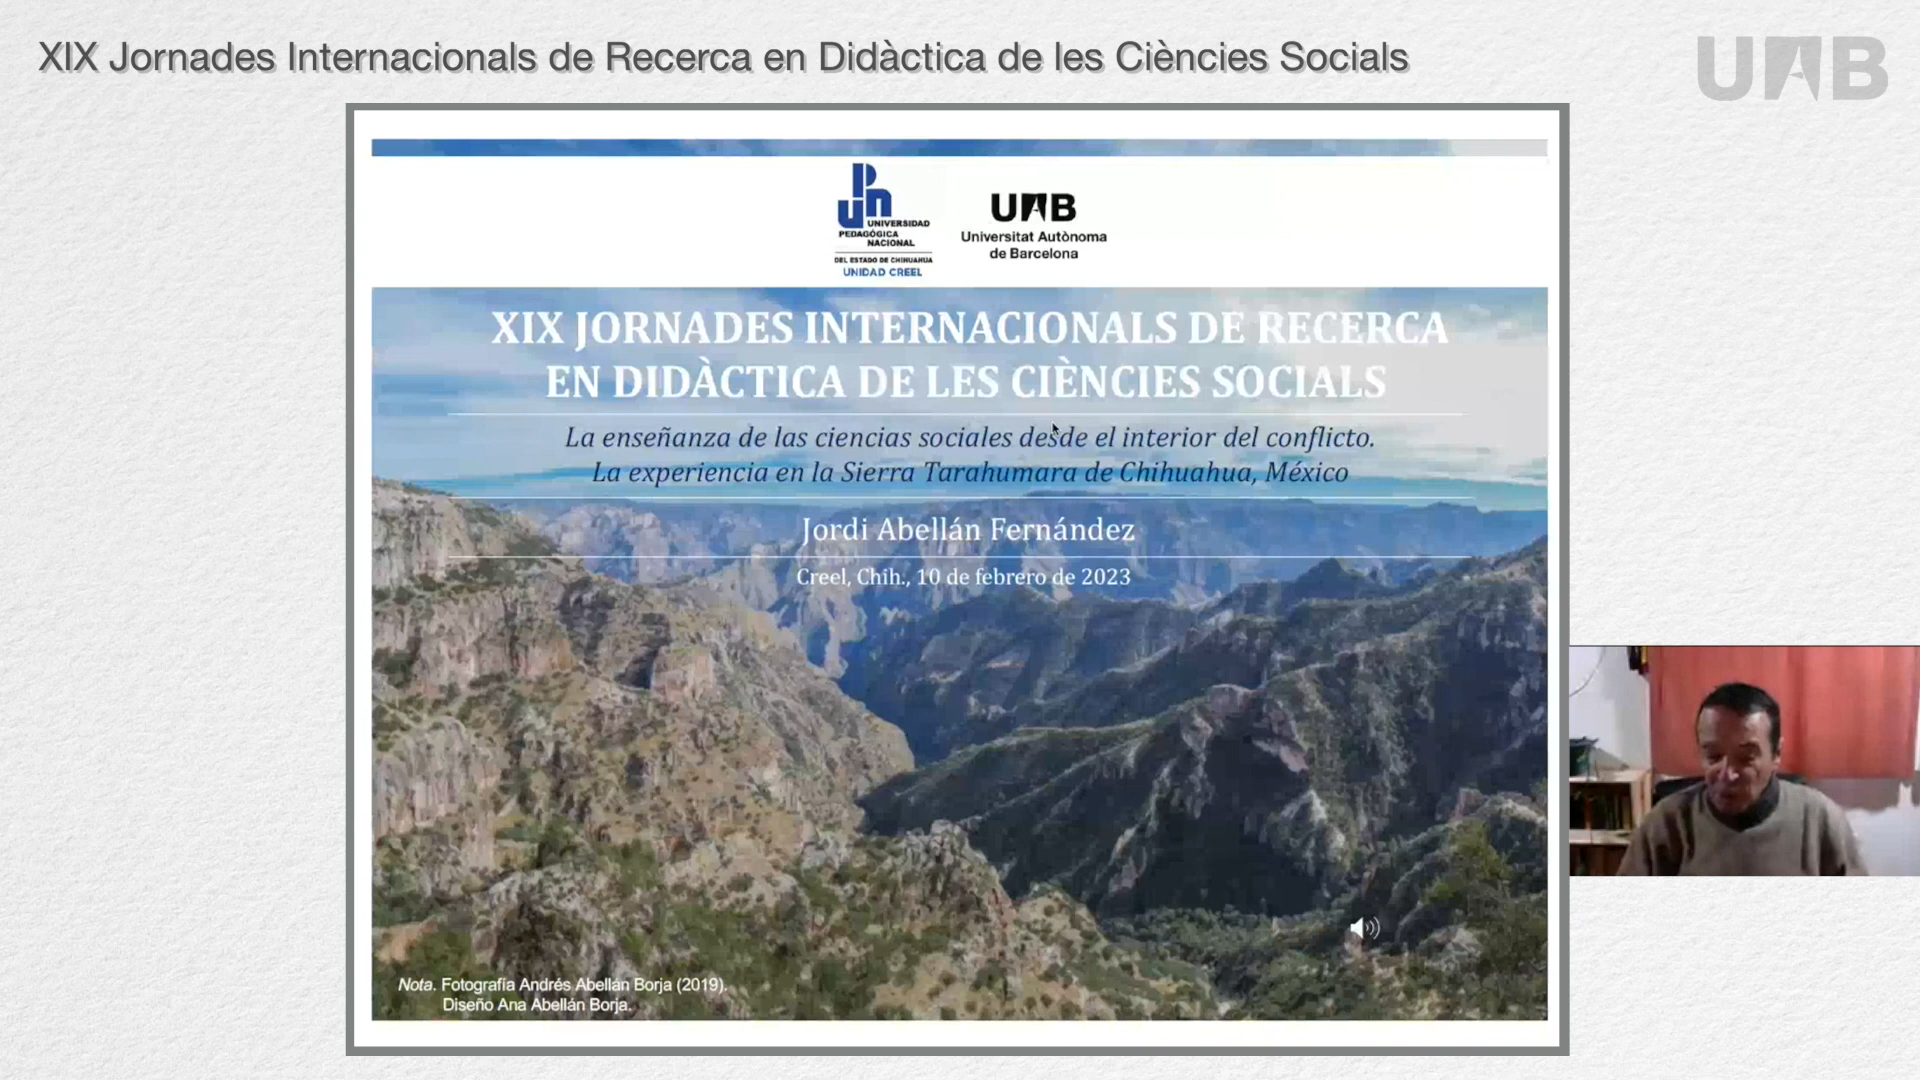 XIX Jornades Internacionals de Recerca en Didàctica de les Ciències Socials
UAB
upn
UNIVERSIDAD
PEDAGÓGICA
NACIONAL
DEL ESTADO DE CHIHUAHUA
UNIDAD CREEL
UAB
Universitat Autònoma
de Barcelona
XIX JORNADES INTERNACIONALS DE RECERCA
EN DIDÀCTICA DE LES CIÈNCIES SOCIALS
La enseñanza de las ciencias sociales desde el interior del conflicto.
La experiencia en la Sierra Tarahumara de Chihuahua, México
Jordi Abellán Fernández
Creel, Chih., 10 de febrero de 2023
Nota. Fotografía Andrés Abellán Borja (2019).
Diseño Ana Abellán Borja.